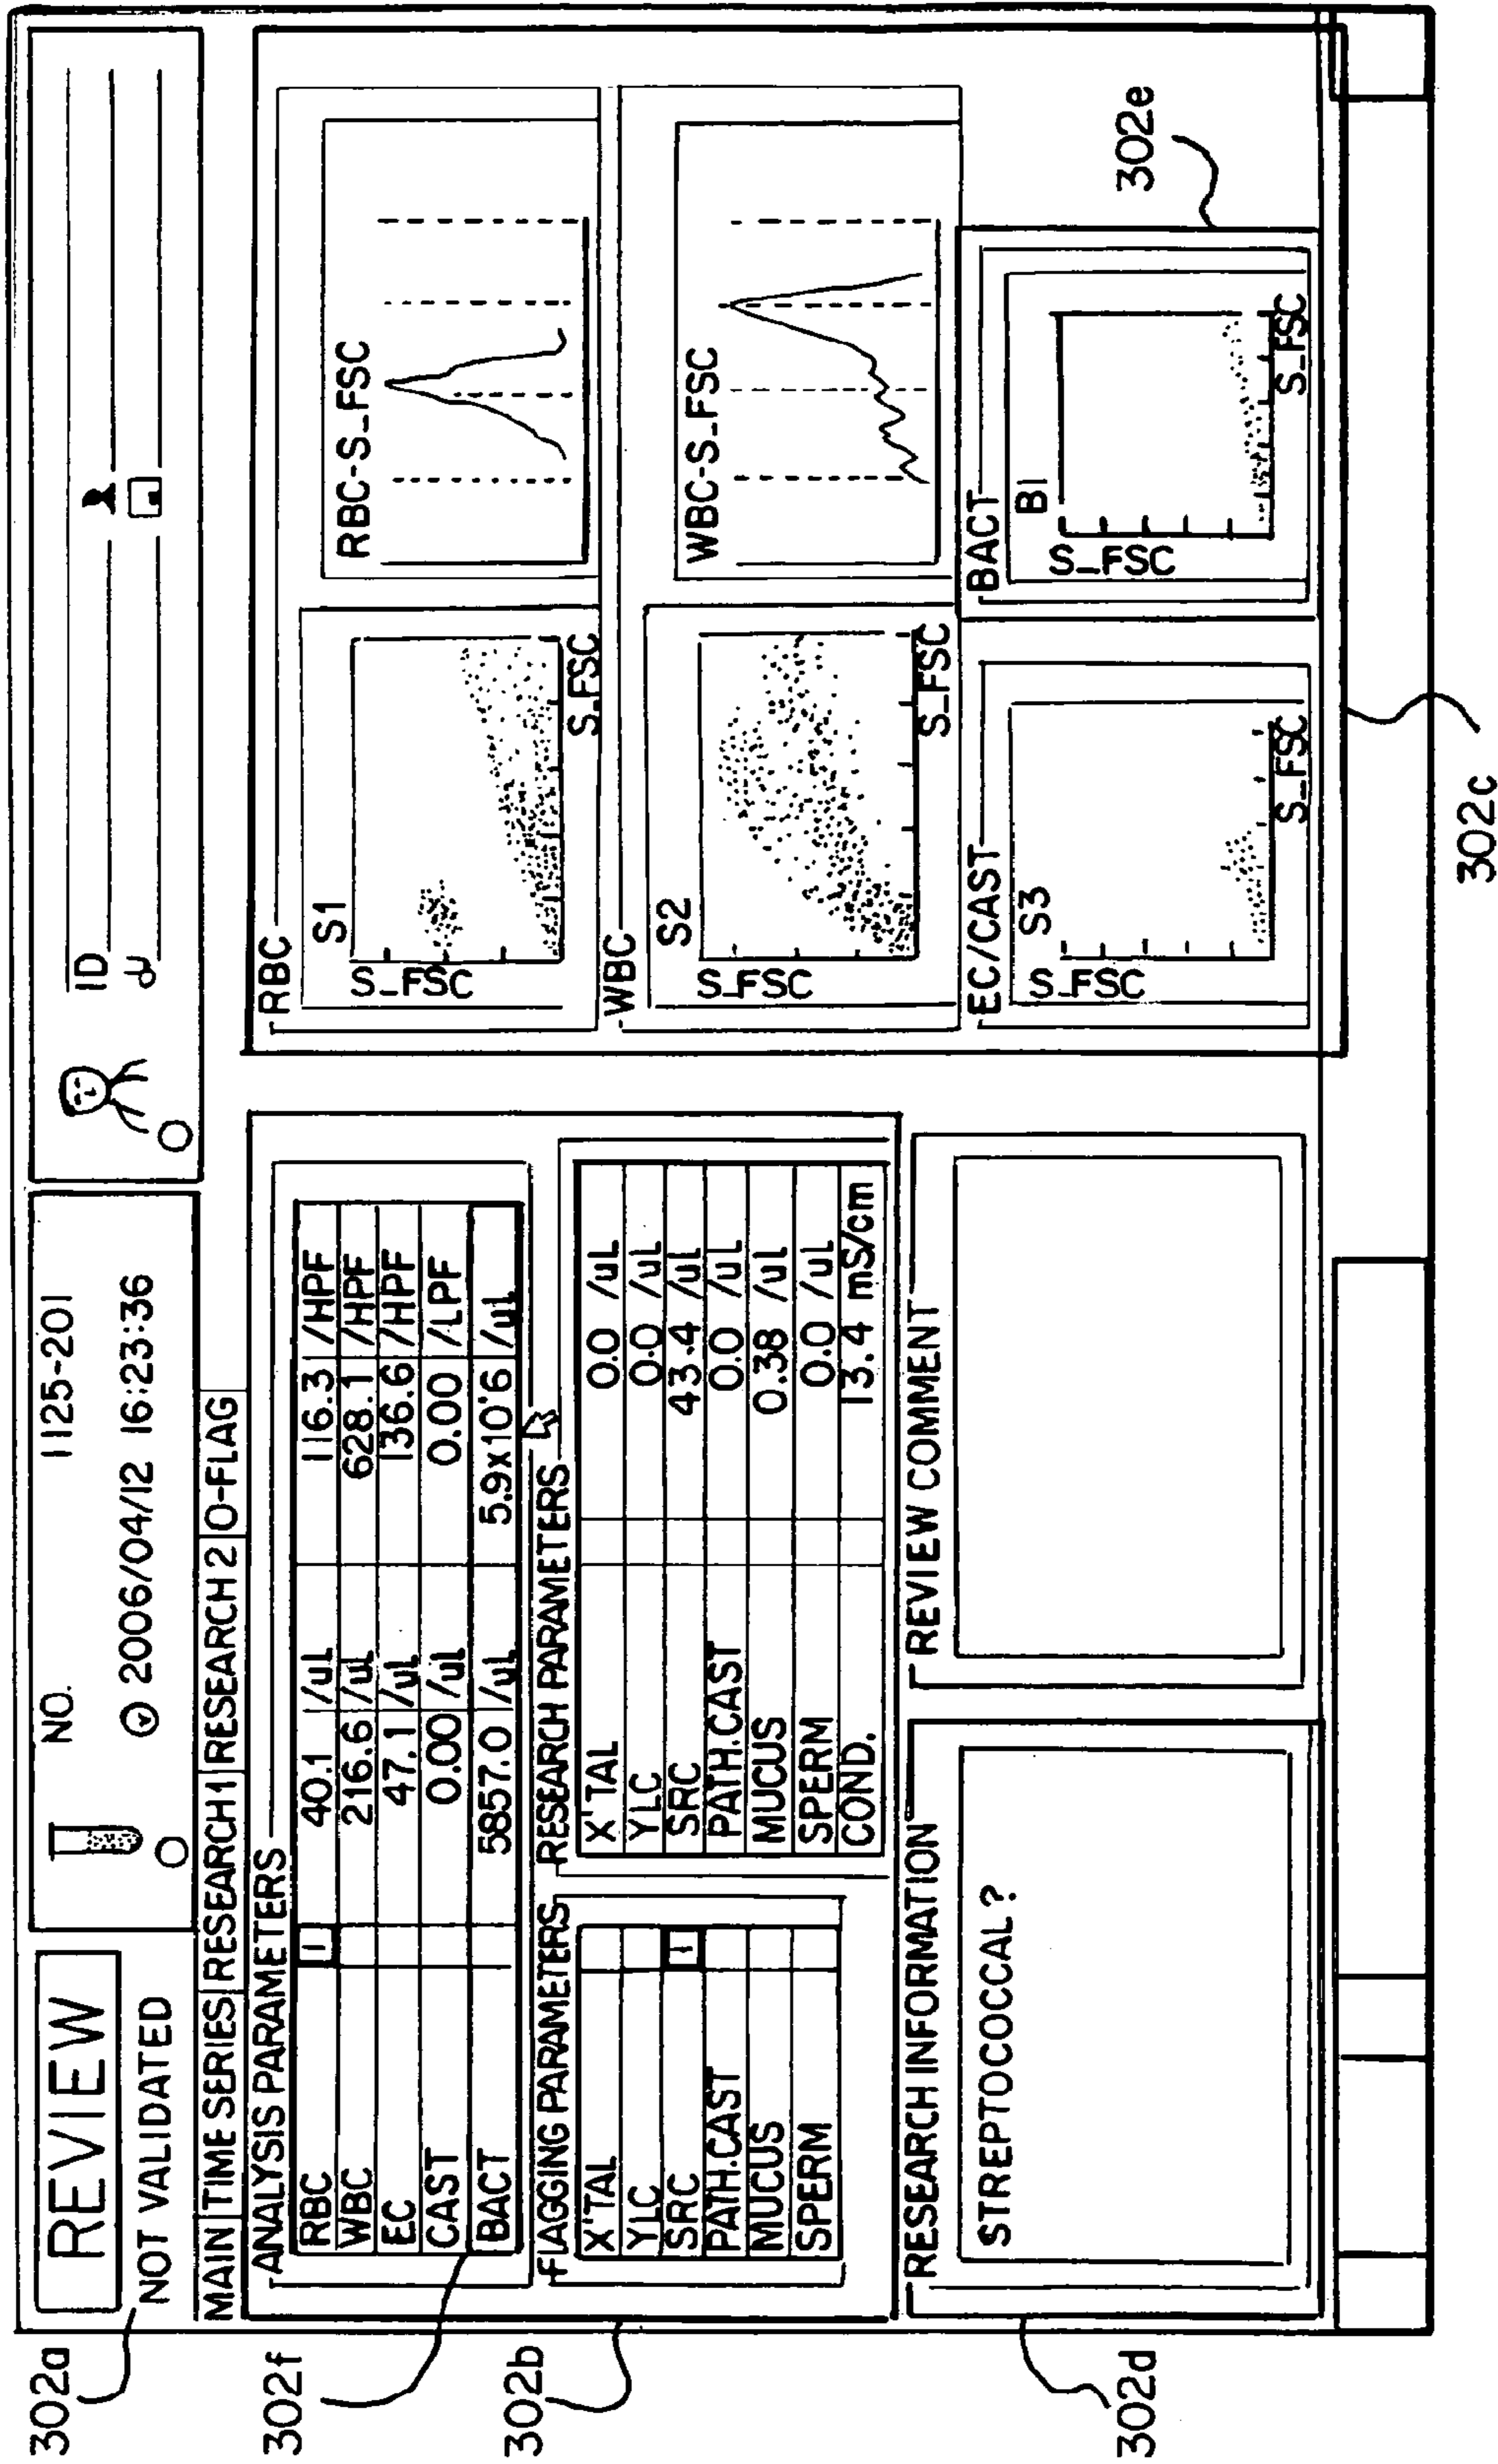 REVIEW
NOT VALIDATED
NO. 1125-201
2006/04/12 16:23:36
ID
MAIN TIME SERIES RESEARCH1 RESEARCH 2 O-FLAG
ANALYSIS PARAMETERS
RBC 40.1 /uL 116.3 /HPF
WBC 216.6 /uL 628.1 /HPF
EC 47.1 /uL 136.6 /HPF
CAST 0.00 /uL 0.00 /LPF
BACT 5857.0 /uL 5.9x10'6 /uL
FLAGGING PARAMETERS
X'TAL
YLC
SRC
PATH.CAST
MUCUS
SPERM
RESEARCH PARAMETERS
X'TAL 0.0 /uL
YLC 0.0 /uL
SRC 43.4 /uL
PATH.CAST 0.0 /uL
MUCUS 0.38 /uL
SPERM 0.0 /uL
COND. 13.4 mS/cm
RESEARCH INFORMATION
STREPTOCOCCAL?
REVIEW COMMENT
RBC
S1
S_FSC
S_FSC
RBC-S_FSC
WBC
S2
S_FSC
S_FSC
WBC-S_FSC
EC/CAST
S3
S_FSC
S_FSC
BACT
B1
S_FSC
S_FSC
302a
302f
302b
302d
302c
302e